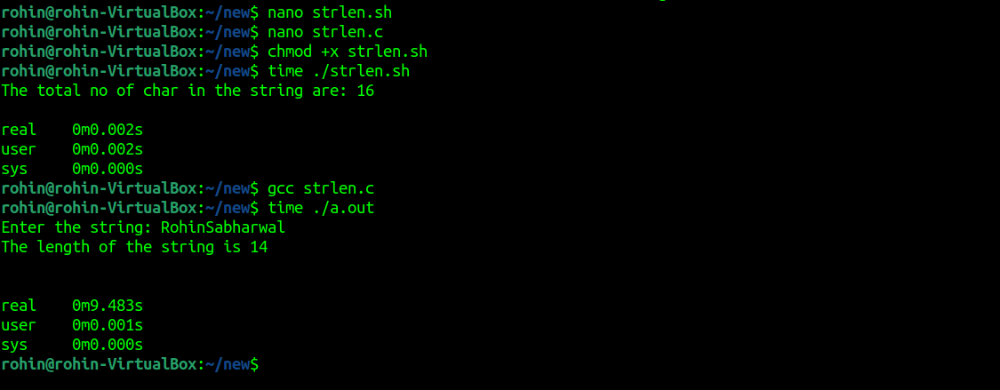 rohin@rohin-VirtualBox:~/new$ nano strlen.sh
rohin@rohin-VirtualBox:~/new$ nano strlen.c
rohin@rohin-VirtualBox:~/new$ chmod +x strlen.sh
rohin@rohin-VirtualBox:~/new$ time ./strlen.sh
The total no of char in the string are: 16
real    0m0.002s
user    0m0.002s
sys     0m0.000s
rohin@rohin-VirtualBox:~/new$ gcc strlen.c
rohin@rohin-VirtualBox:~/new$ time ./a.out
Enter the string: RohinSabharwal
The length of the string is 14
real    0m9.483s
user    0m0.001s
sys     0m0.000s
rohin@rohin-VirtualBox:~/new$